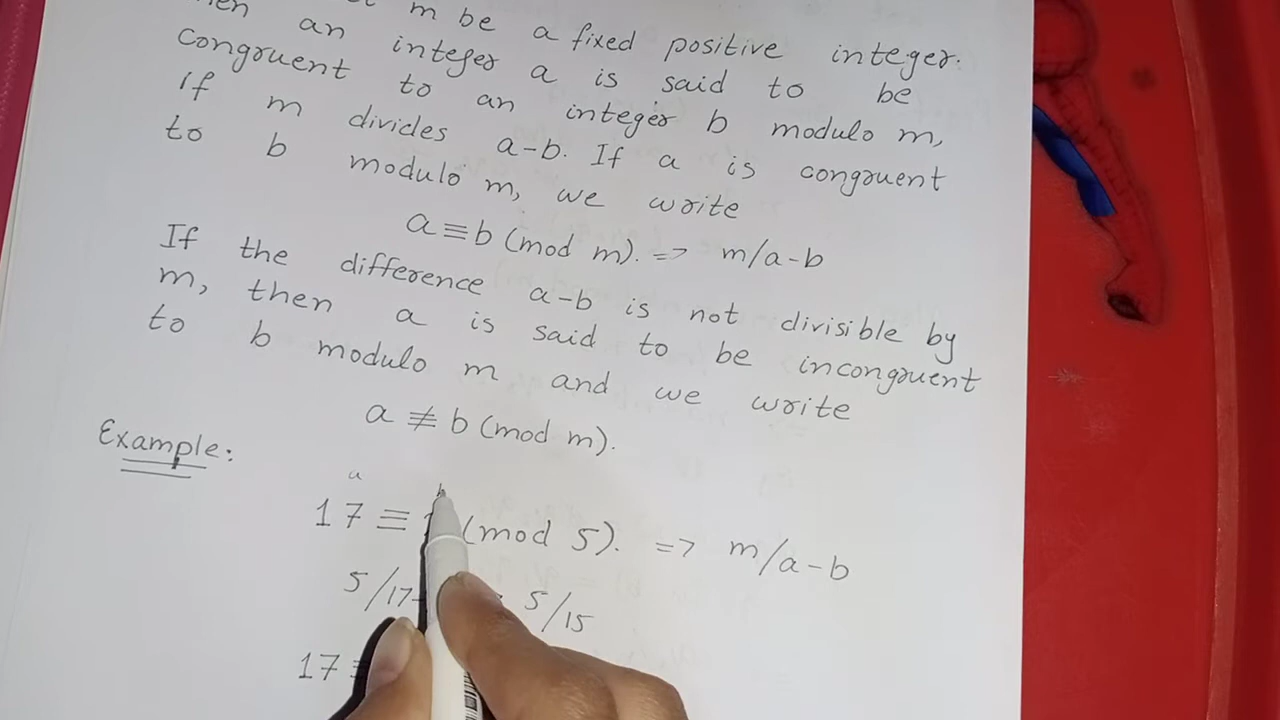 m be a fixed positive integer.
an integer a is said to be
congruent to an integer b modulo m,
if m divides a-b. If a is congruent
to b modulo m, we write
a≡b (mod m). => m/a-b
If the difference a-b is not divisible by
m, then a is said to be incongruent
to b modulo m and we write
a ≢ b (mod m).
Example:
a
17 ≡ (mod 5). => m/a-b
5/17- 5/15
17 ≡